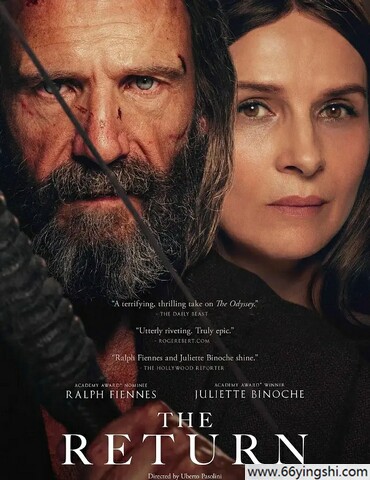 “A terrifying, thrilling take on The Odyssey.”
- THE DAILY BEAST
“Utterly riveting. Truly epic.”
- ROGEREBERT.COM
“Ralph Fiennes and Juliette Binoche shine.”
- THE HOLLYWOOD REPORTER
ACADEMY AWARD® NOMINEE
RALPH FIENNES
ACADEMY AWARD® WINNER
JULIETTE BINOCHE
THE
RETURN
www.66yingshi.com
Directed by Uberto Pasolini